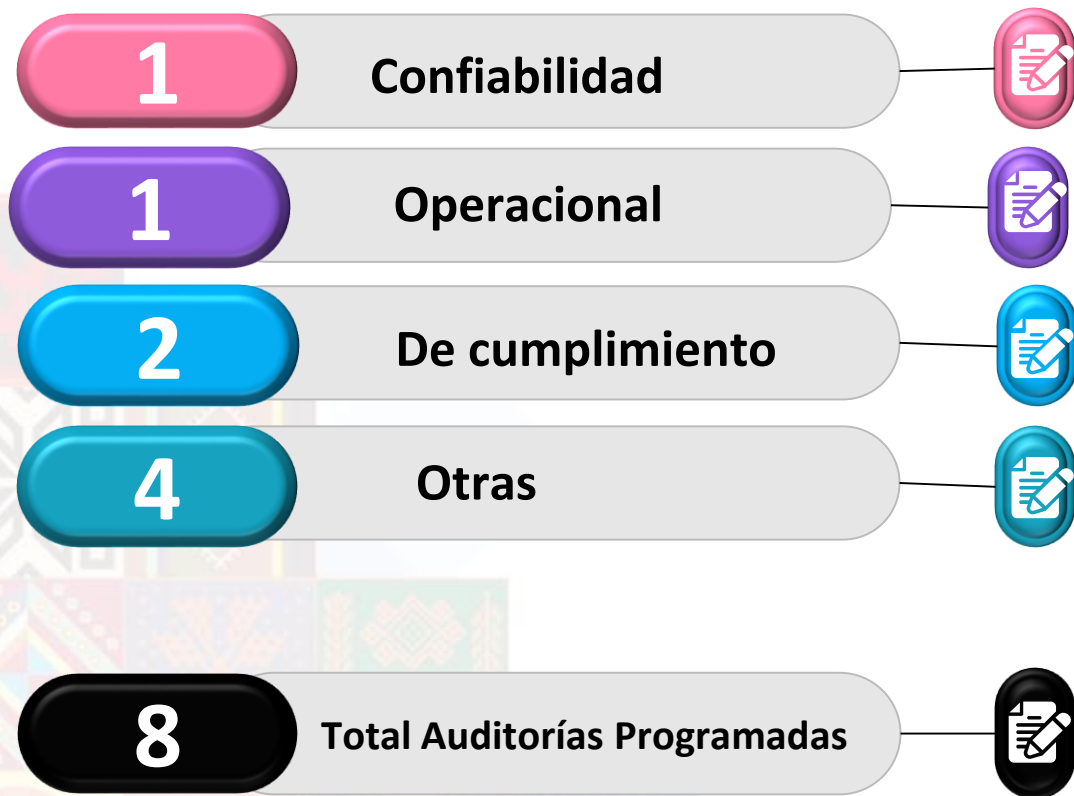 1 Confiabilidad
1 Operacional
2 De cumplimiento
4 Otras
8 Total Auditorías Programadas